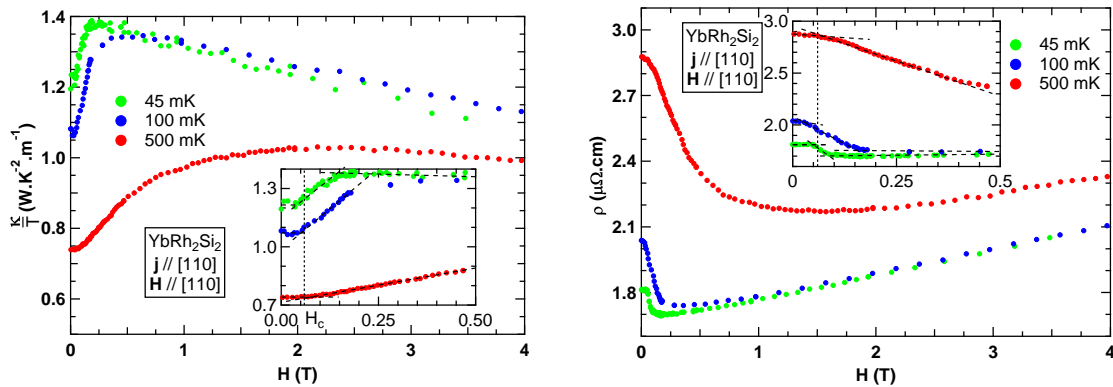 κ/T (W.K⁻².m⁻¹)
1.4
1.2
1.0
0.8
0.6
45 mK
100 mK
500 mK
YbRh₂Si₂
j // [110]
H // [110]
1.3
1.0
0.7
0.00
H_c
0.25
0.50
0
1
2
3
4
H (T)
ρ (μΩ.cm)
3.0
2.7
2.4
2.1
1.8
YbRh₂Si₂
j // [110]
H // [110]
3.0
2.5
2.0
0
0.25
0.5
45 mK
100 mK
500 mK
0
1
2
3
4
H (T)